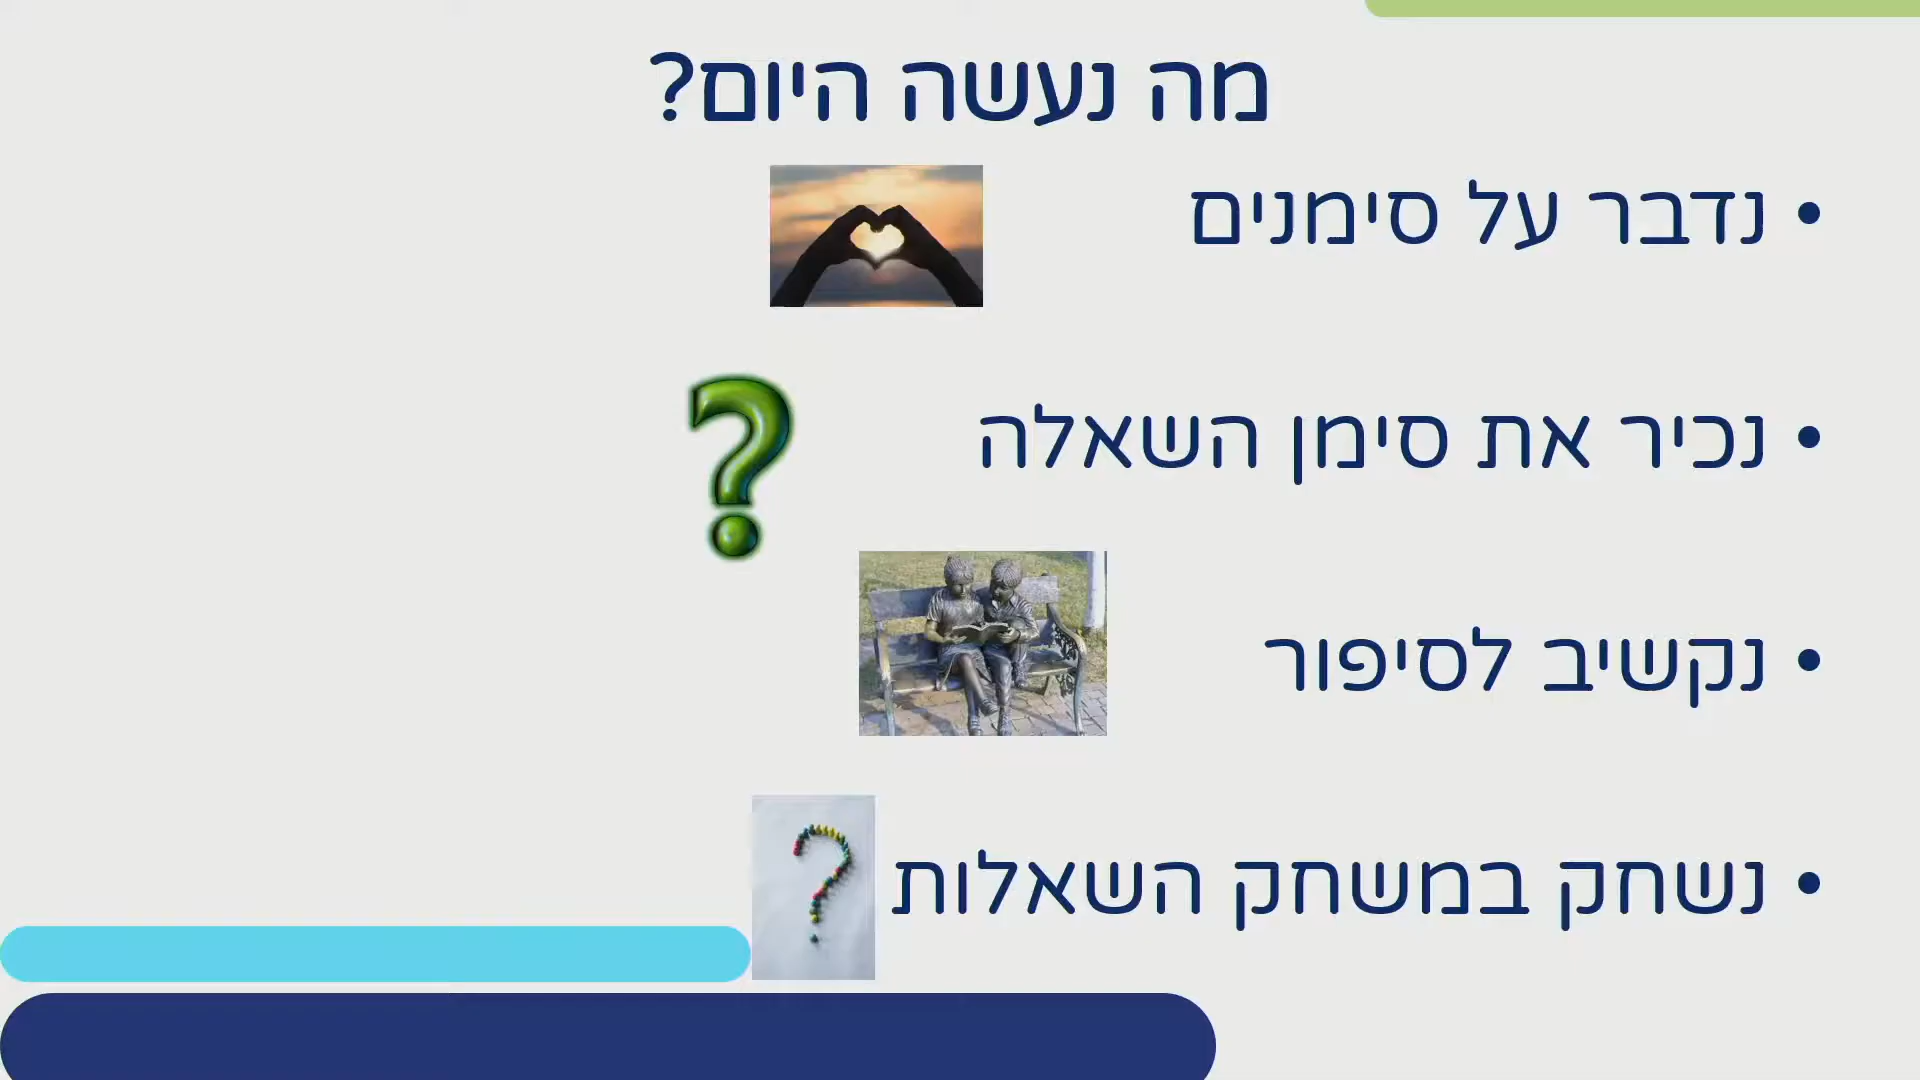 מה נעשה היום?
• נדבר על סימנים
• נכיר את סימן השאלה
• נקשיב לסיפור
• נשחק במשחק השאלות